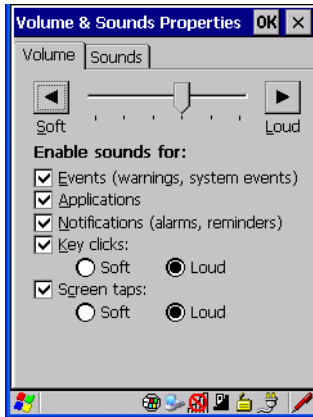 Volume & Sounds Properties OK ×
Volume Sounds
Soft Loud
Enable sounds for:
Events (warnings, system events)
Applications
Notifications (alarms, reminders)
Key clicks:
Soft Loud
Screen taps:
Soft Loud